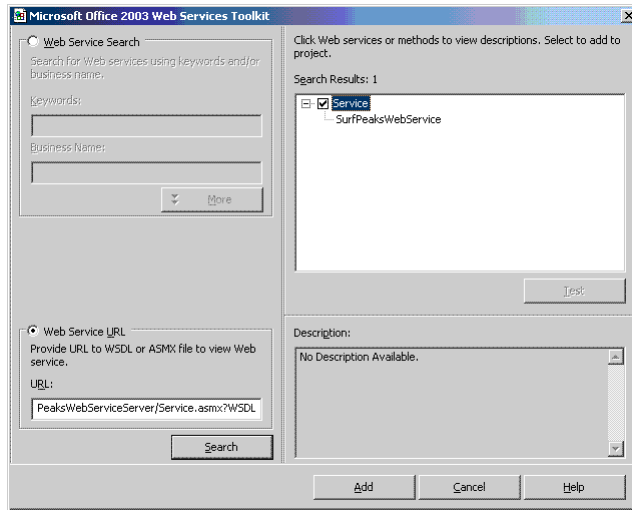 Microsoft Office 2003 Web Services Toolkit
Web Service Search
Search for Web services using keywords and/or
business name.
Keywords:
Business Name:
More
Web Service URL
Provide URL to WSDL or ASMX file to view Web
service.
URL:
PeaksWebServiceServer/Service.asmx?WSDL
Search
Click Web services or methods to view descriptions. Select to add to
project.
Search Results: 1
Service
SurfPeaksWebService
Test
Description:
No Description Available.
Add
Cancel
Help